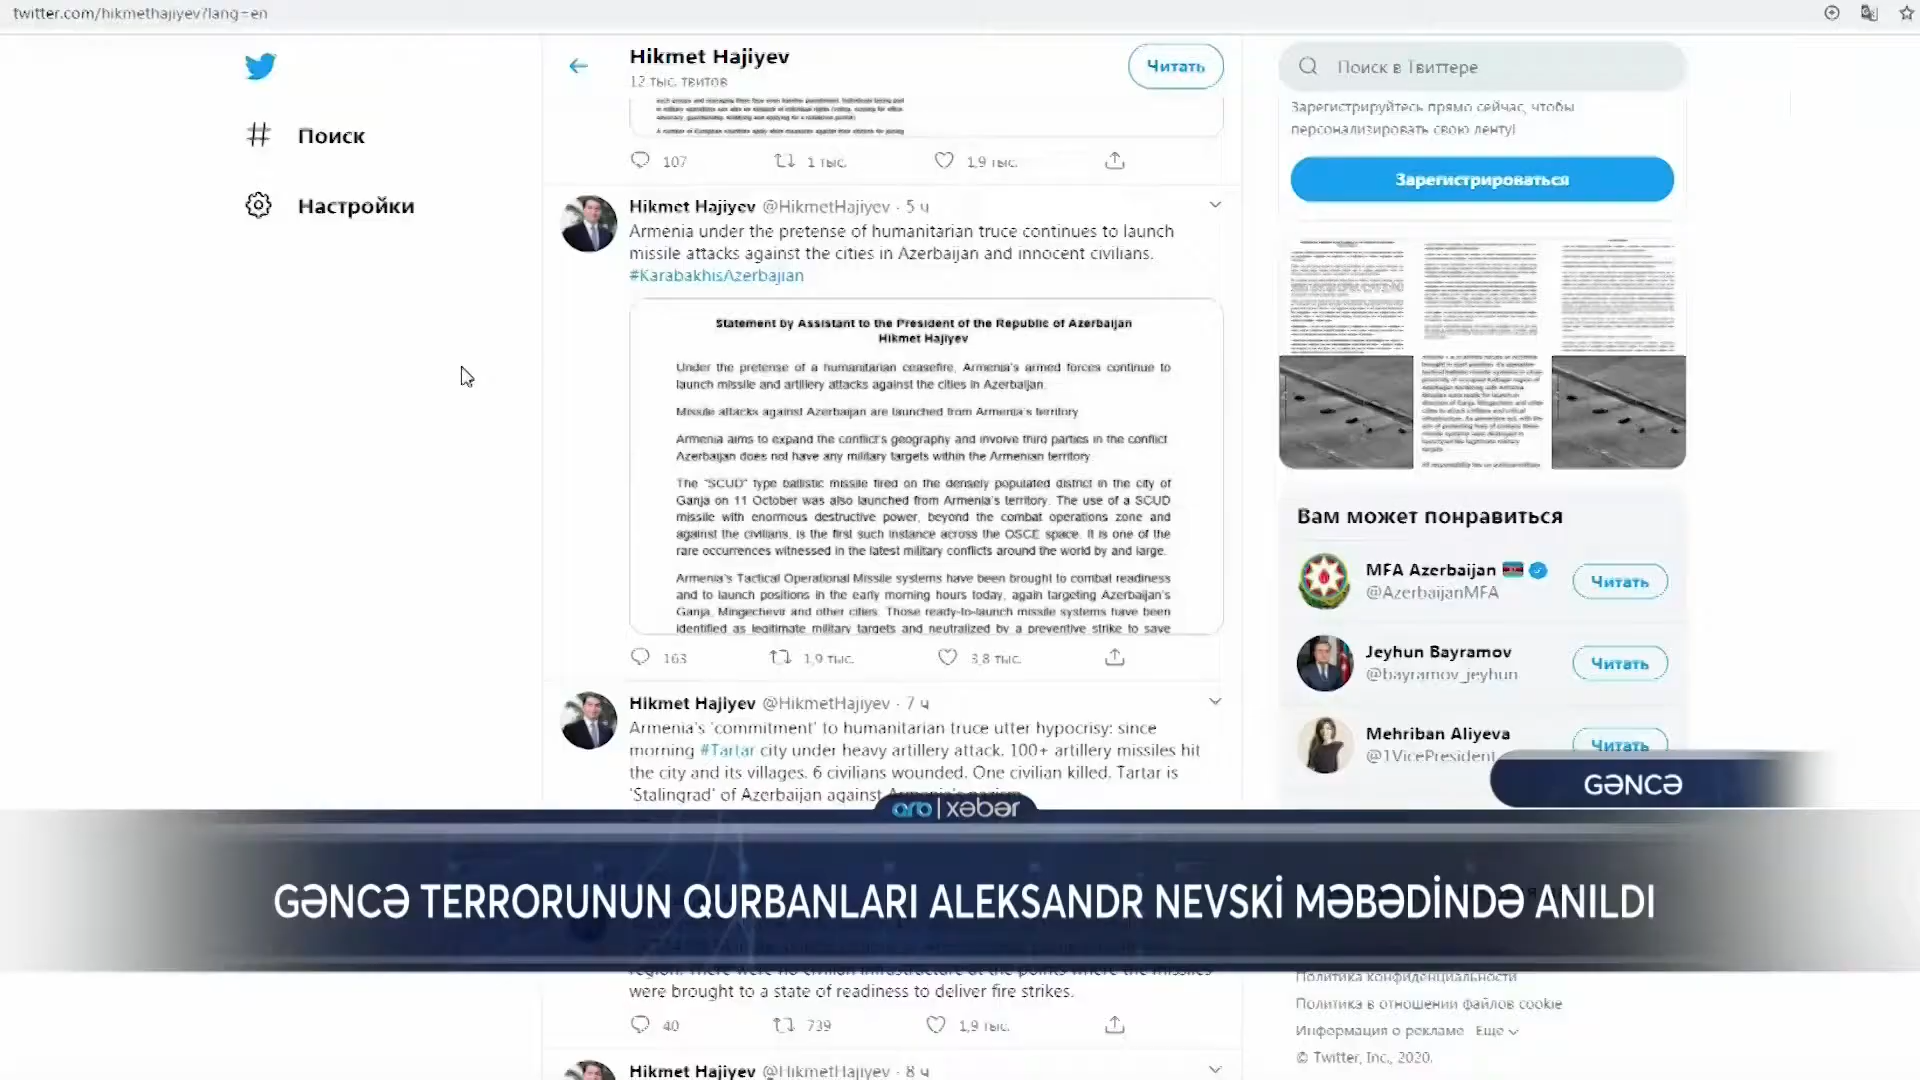 twitter.com/hikmethajiyev?lang=en
Поиск
Настройки
Hikmet Hajiyev
12 тыс. твитов
Читать
A number of European countries apply stern measures against their citizens for joining
107
1 тыс.
1,9 тыс.
Hikmet Hajiyev @HikmetHajiyev · 5 ч
Armenia under the pretense of humanitarian truce continues to launch
missile attacks against the cities in Azerbaijan and innocent civilians.
#KarabakhisAzerbajian
Statement by Assistant to the President of the Republic of Azerbaijan
Hikmet Hajiyev
Under the pretense of a humanitarian ceasefire, Armenia's armed forces continue to
launch missile and artillery attacks against the cities in Azerbaijan.
Missile attacks against Azerbaijan are launched from Armenia's territory
Armenia aims to expand the conflict's geography and involve third parties in the conflict
Azerbaijan does not have any military targets within the Armenian territory
The "SCUD" type ballistic missile fired on the densely populated district in the city of
Ganja on 11 October was also launched from Armenia's territory. The use of a SCUD
missile with enormous destructive power, beyond the combat operations zone and
against the civilians, is the first such instance across the OSCE space. It is one of the
rare occurrences witnessed in the latest military conflicts around the world by and large.
Armenia's Tactical Operational Missile systems have been brought to combat readiness
and to launch positions in the early morning hours today, again targeting Azerbaijan's
Ganja, Mingechevir and other cities. Those ready-to-launch missile systems have been
identified as legitimate military targets and neutralized by a preventive strike to save
163
1,9 тыс.
3,8 тыс.
Hikmet Hajiyev @HikmetHajiyev · 7 ч
Armenia's 'commitment' to humanitarian truce utter hypocrisy: since
morning #Tartar city under heavy artillery attack. 100+ artillery missiles hit
the city and its villages. 6 civilians wounded. One civilian killed. Tartar is
'Stalingrad' of Azerbaijan against Armenia's nazism
were brought to a state of readiness to deliver fire strikes.
40
739
1,9 тыс.
Hikmet Hajiyev @HikmetHajiyev · 8 ч
Поиск в Твиттере
Зарегистрируйтесь прямо сейчас, чтобы
персонализировать свою ленту!
Зарегистрироваться
Вам может понравиться
MFA Azerbaijan
@AzerbaijanMFA
Читать
Jeyhun Bayramov
@bayramov_jeyhun
Читать
Mehriban Aliyeva
@1VicePresident
Читать
Политика конфиденциальности
Политика в отношении файлов cookie
Информация о рекламе Еще
© Twitter, Inc., 2020.
GƏNCƏ
arb | xəbər
GƏNCƏ TERRORUNUN QURBANLARI ALEKSANDR NEVSKİ MƏBƏDİNDƏ ANILDI